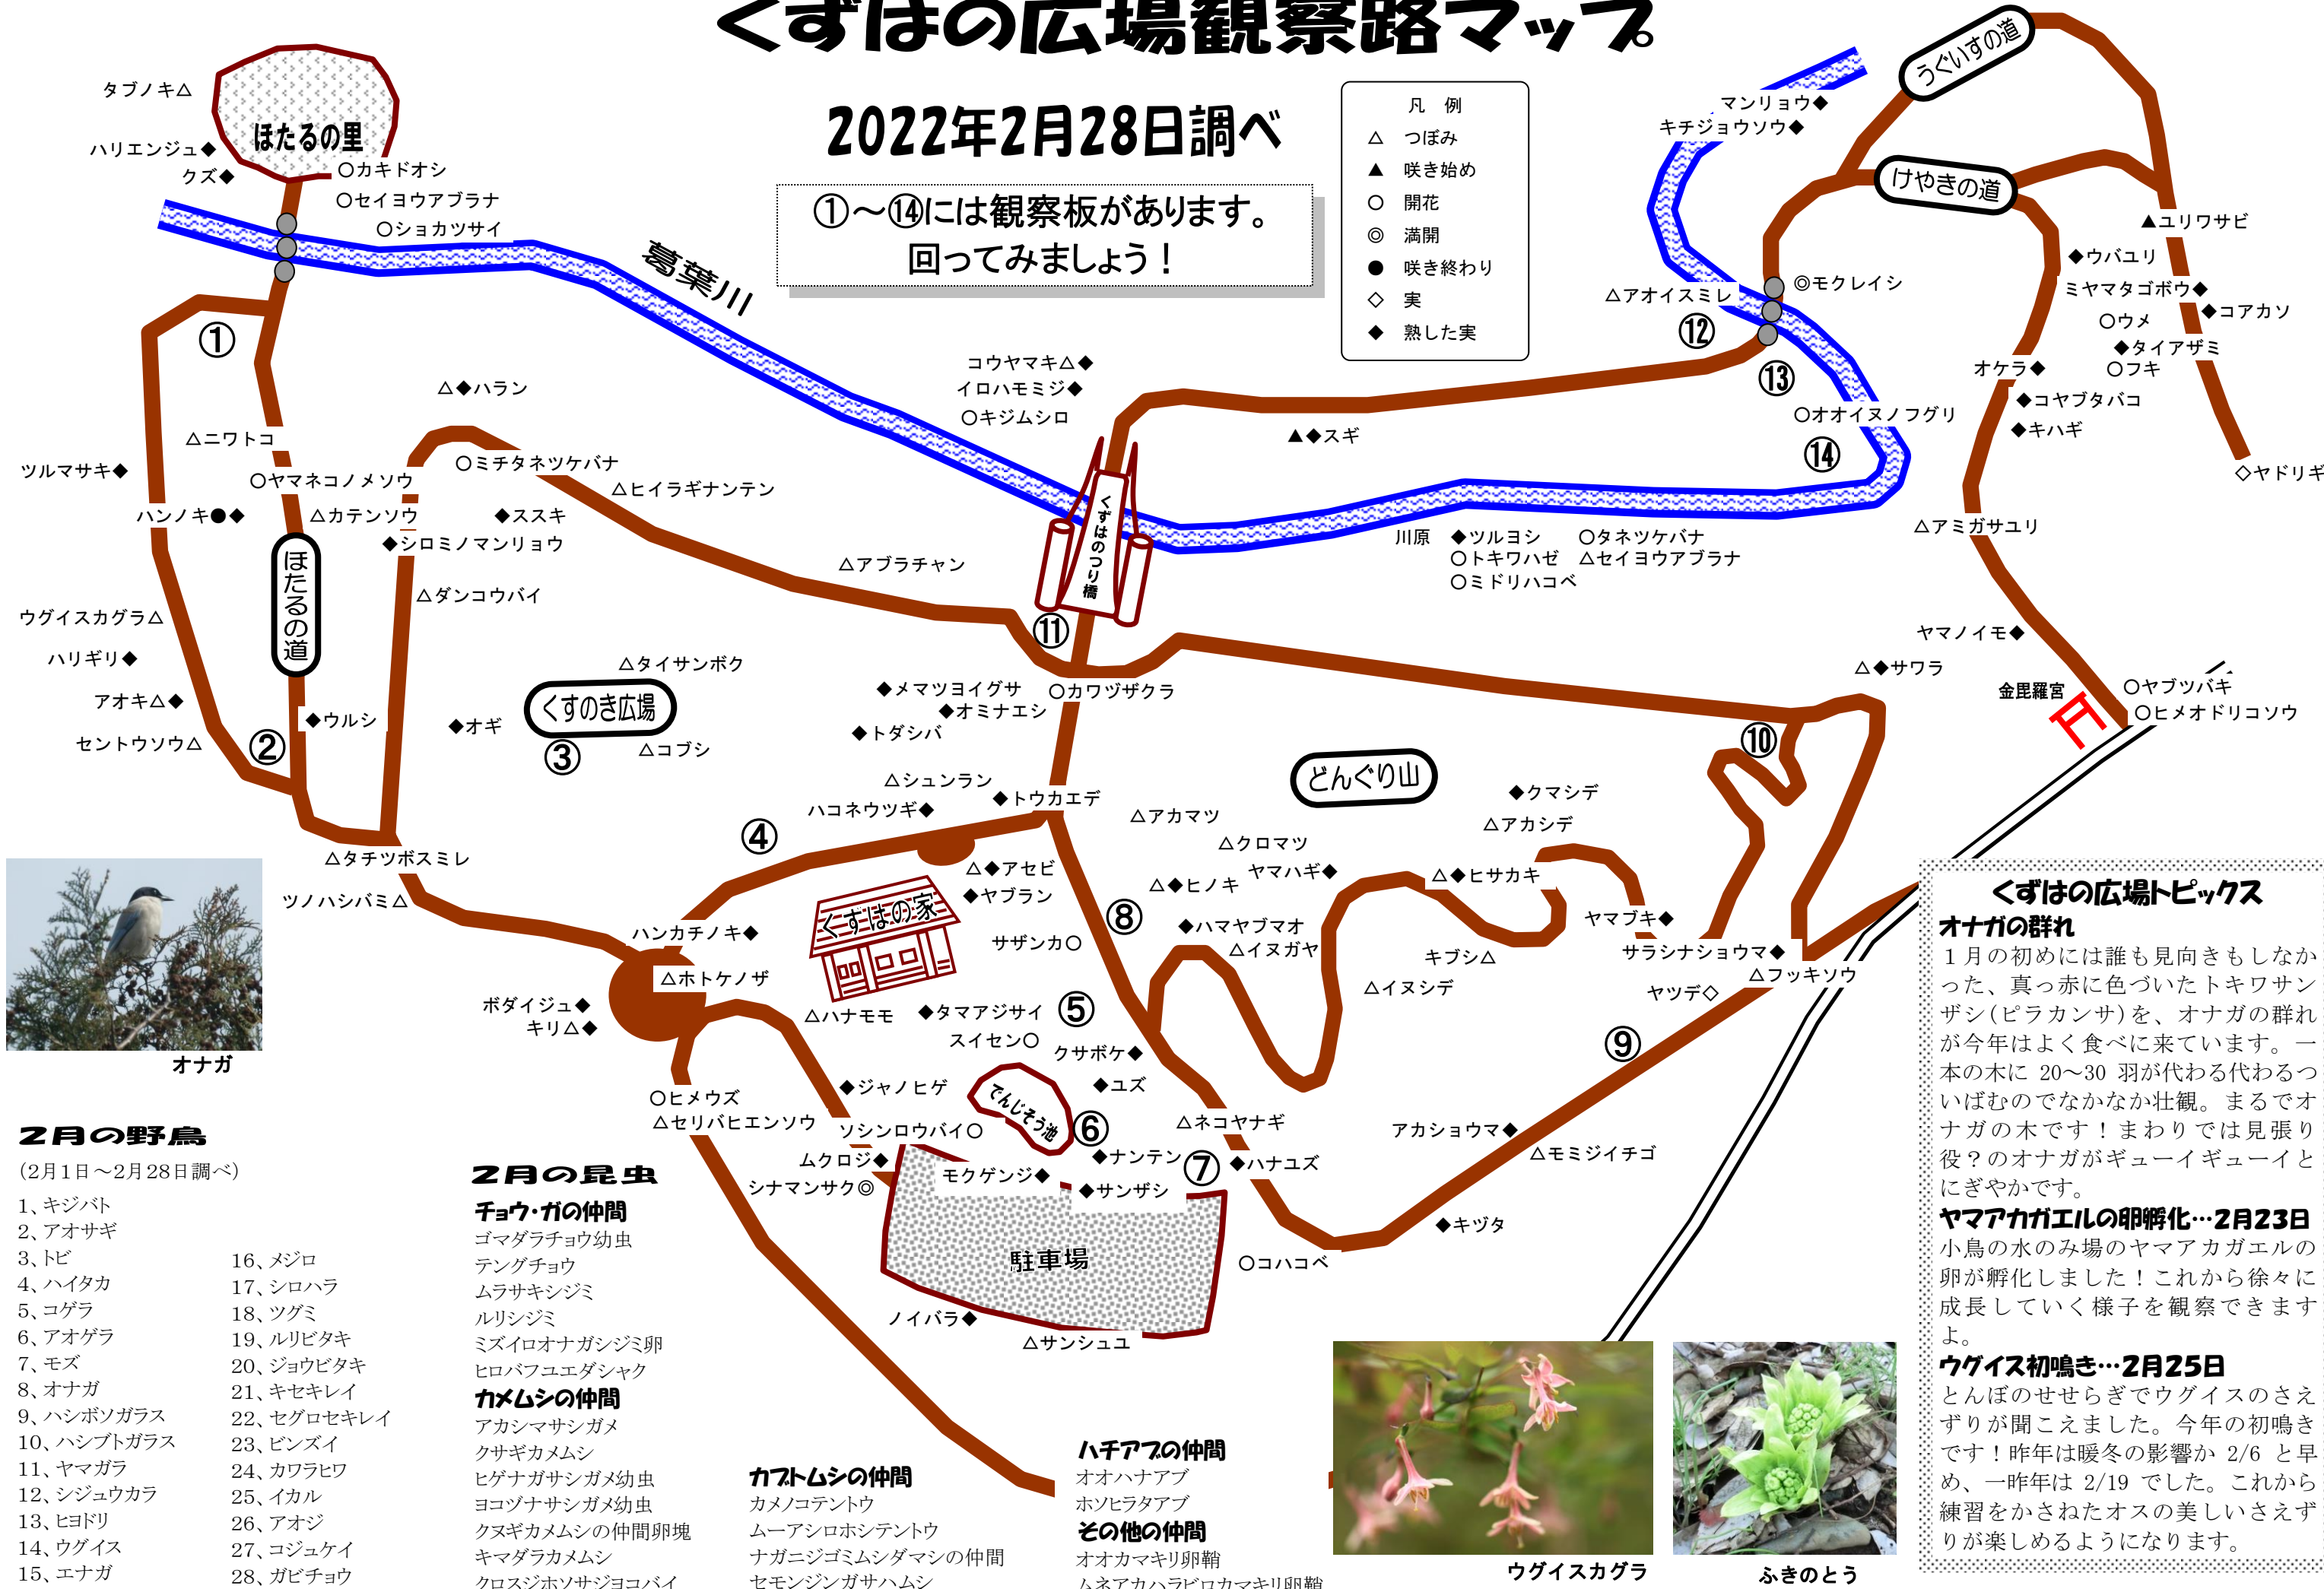 くずはの広場観察路マップ
2022年2月28日調べ
①～⑭には観察板があります。
回ってみましょう！
凡　例
△　つぼみ
▲　咲き始め
○　開花
◎　満開
●　咲き終わり
◇　実
◆　熟した実
タブノキ△
ほたるの里
ハリエンジュ◆
クズ◆
○カキドオシ
○セイヨウアブラナ
○ショカツサイ
葛葉川
マンリョウ◆
キチジョウソウ◆
うぐいすの道
けやきの道
▲ユリワサビ
◆ウバユリ
ミヤマタゴボウ◆
◆コアカソ
○ウメ
◆タイアザミ
○フキ
オケラ◆
◆コヤブタバコ
◆キハギ
◇ヤドリギ
△アオイスミレ
◎モクレイシ
⑫
⑬
○オオイヌノフグリ
⑭
①
△◆ハラン
コウヤマキ△◆
イロハモミジ◆
○キジムシロ
▲◆スギ
△ニワトコ
ツルマサキ◆
○ヤマネコノメソウ
○ミチタネツケバナ
△ヒイラギナンテン
ハンノキ●◆
△カテンソウ
◆ススキ
◆シロミノマンリョウ
くずはのつり橋
川原　◆ツルヨシ　○タネツケバナ
○トキワハゼ　△セイヨウアブラナ
○ミドリハコベ
△アミガサユリ
ほたるの道
△アブラチャン
△ダンコウバイ
ウグイスカグラ△
⑪
ヤマノイモ◆
ハリギリ◆
△タイサンボク
△◆サワラ
アオキ△◆
くすのき広場
◆メマツヨイグサ
○カワヅザクラ
◆オミナエシ
金毘羅宮
○ヤブツバキ
○ヒメオドリコソウ
◆ウルシ
◆オギ
◆トダシバ
セントウソウ△
②
③
△コブシ
⑩
どんぐり山
△シュンラン
ハコネウツギ◆
◆トウカエデ
◆クマシデ
△アカマツ
△アカシデ
④
△クロマツ
△タチツボスミレ
△◆アセビ
ヤマハギ◆
△◆ヒノキ
△◆ヒサカキ
ツノハシバミ△
◆ヤブラン
くずはの家
⑧
ヤマブキ◆
ハンカチノキ◆
サザンカ○
◆ハマヤブマオ
△イヌガヤ
キブシ△
サラシナショウマ◆
△ホトケノザ
△フッキソウ
△イヌシデ
ヤツデ◇
ボダイジュ◆
キリ△◆
△ハナモモ
◆タマアジサイ
⑤
スイセン○
クサボケ◆
⑨
オナガ
◆ジャノヒゲ
でんじそう池
◆ユズ
○ヒメウズ
△セリバヒエンソウ
ソシンロウバイ○
⑥
△ネコヤナギ
アカショウマ◆
△モミジイチゴ
ムクロジ◆
モクゲンジ◆
◆ナンテン
⑦
◆ハナユズ
シナマンサク◎
◆サンザシ
◆キヅタ
駐車場
○コハコベ
ノイバラ◆
△サンシュユ
2月の野鳥
（2月1日～2月28日調べ）
1、キジバト
2、アオサギ
3、トビ
4、ハイタカ
5、コゲラ
6、アオゲラ
7、モズ
8、オナガ
9、ハシボソガラス
10、ハシブトガラス
11、ヤマガラ
12、シジュウカラ
13、ヒヨドリ
14、ウグイス
15、エナガ
16、メジロ
17、シロハラ
18、ツグミ
19、ルリビタキ
20、ジョウビタキ
21、キセキレイ
22、セグロセキレイ
23、ビンズイ
24、カワラヒワ
25、イカル
26、アオジ
27、コジュケイ
28、ガビチョウ
2月の昆虫
チョウ・ガの仲間
ゴマダラチョウ幼虫
テングチョウ
ムラサキシジミ
ルリシジミ
ミズイロオナガシジミ卵
ヒロバフユエダシャク
カメムシの仲間
アカシマサシガメ
クサギカメムシ
ヒゲナガサシガメ幼虫
ヨコヅナサシガメ幼虫
クヌギカメムシの仲間卵塊
キマダラカメムシ
クロスジホソサジヨコバイ
カブトムシの仲間
カメノコテントウ
ムーアシロホシテントウ
ナガニジゴミムシダマシの仲間
セモンジンガサハムシ
ハチアブの仲間
オオハナアブ
ホソヒラタアブ
その他の仲間
オオカマキリ卵鞘
ムネアカハラビロカマキリ卵鞘
ウグイスカグラ
ふきのとう
くずはの広場トピックス
オナガの群れ
１月の初めには誰も見向きもしなか
った、真っ赤に色づいたトキワサン
ザシ(ピラカンサ)を、オナガの群れ
が今年はよく食べに来ています。一
本の木に 20～30 羽が代わる代わるつ
いばむのでなかなか壮観。まるでオ
ナガの木です！まわりでは見張り
役？のオナガがギューイギューイと
にぎやかです。
ヤマアカガエルの卵孵化…2月23日
小鳥の水のみ場のヤマアカガエルの
卵が孵化しました！これから徐々に
成長していく様子を観察できます
よ。
ウグイス初鳴き…2月25日
とんぼのせせらぎでウグイスのさえ
ずりが聞こえました。今年の初鳴き
です！昨年は暖冬の影響か 2/6 と早
め、一昨年は 2/19 でした。これから
練習をかさねたオスの美しいさえず
りが楽しめるようになります。